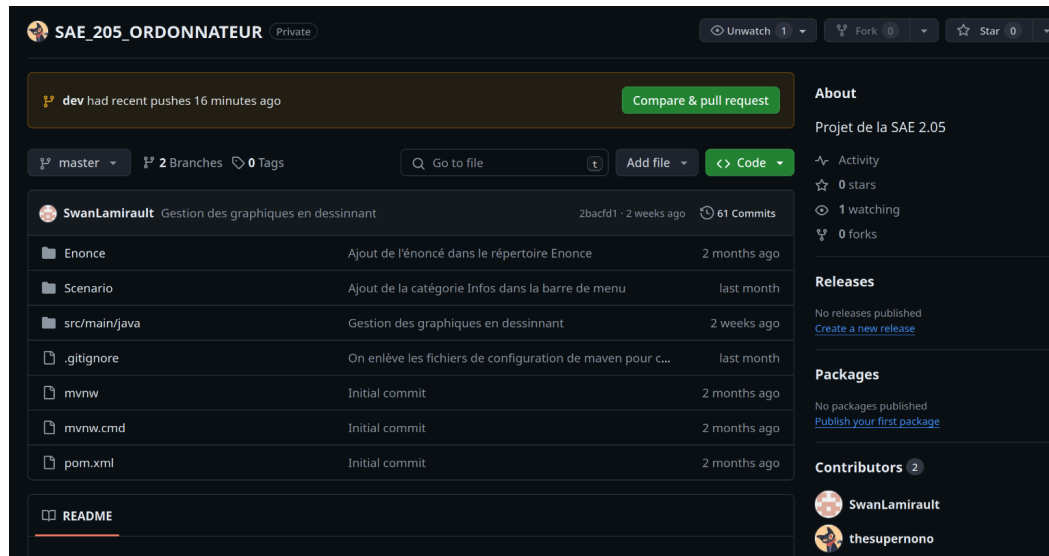 SAE_205_ORDONNATEUR Private Unwatch 1 Fork 0 Star 0
dev had recent pushes 16 minutes ago Compare & pull request
master 2 Branches 0 Tags Go to file t Add file <> Code
SwanLamirault Gestion des graphiques en dessinnant 2bacfd1 · 2 weeks ago 61 Commits
Enonce Ajout de l'énoncé dans le répertoire Enonce 2 months ago
Scenario Ajout de la catégorie Infos dans la barre de menu last month
src/main/java Gestion des graphiques en dessinnant 2 weeks ago
.gitignore On enlève les fichiers de configuration de maven pour c... last month
mvnw Initial commit 2 months ago
mvnw.cmd Initial commit 2 months ago
pom.xml Initial commit 2 months ago
README
About
Projet de la SAE 2.05
Activity
0 stars
1 watching
0 forks
Releases
No releases published
Create a new release
Packages
No packages published
Publish your first package
Contributors 2
SwanLamirault
thesupernono